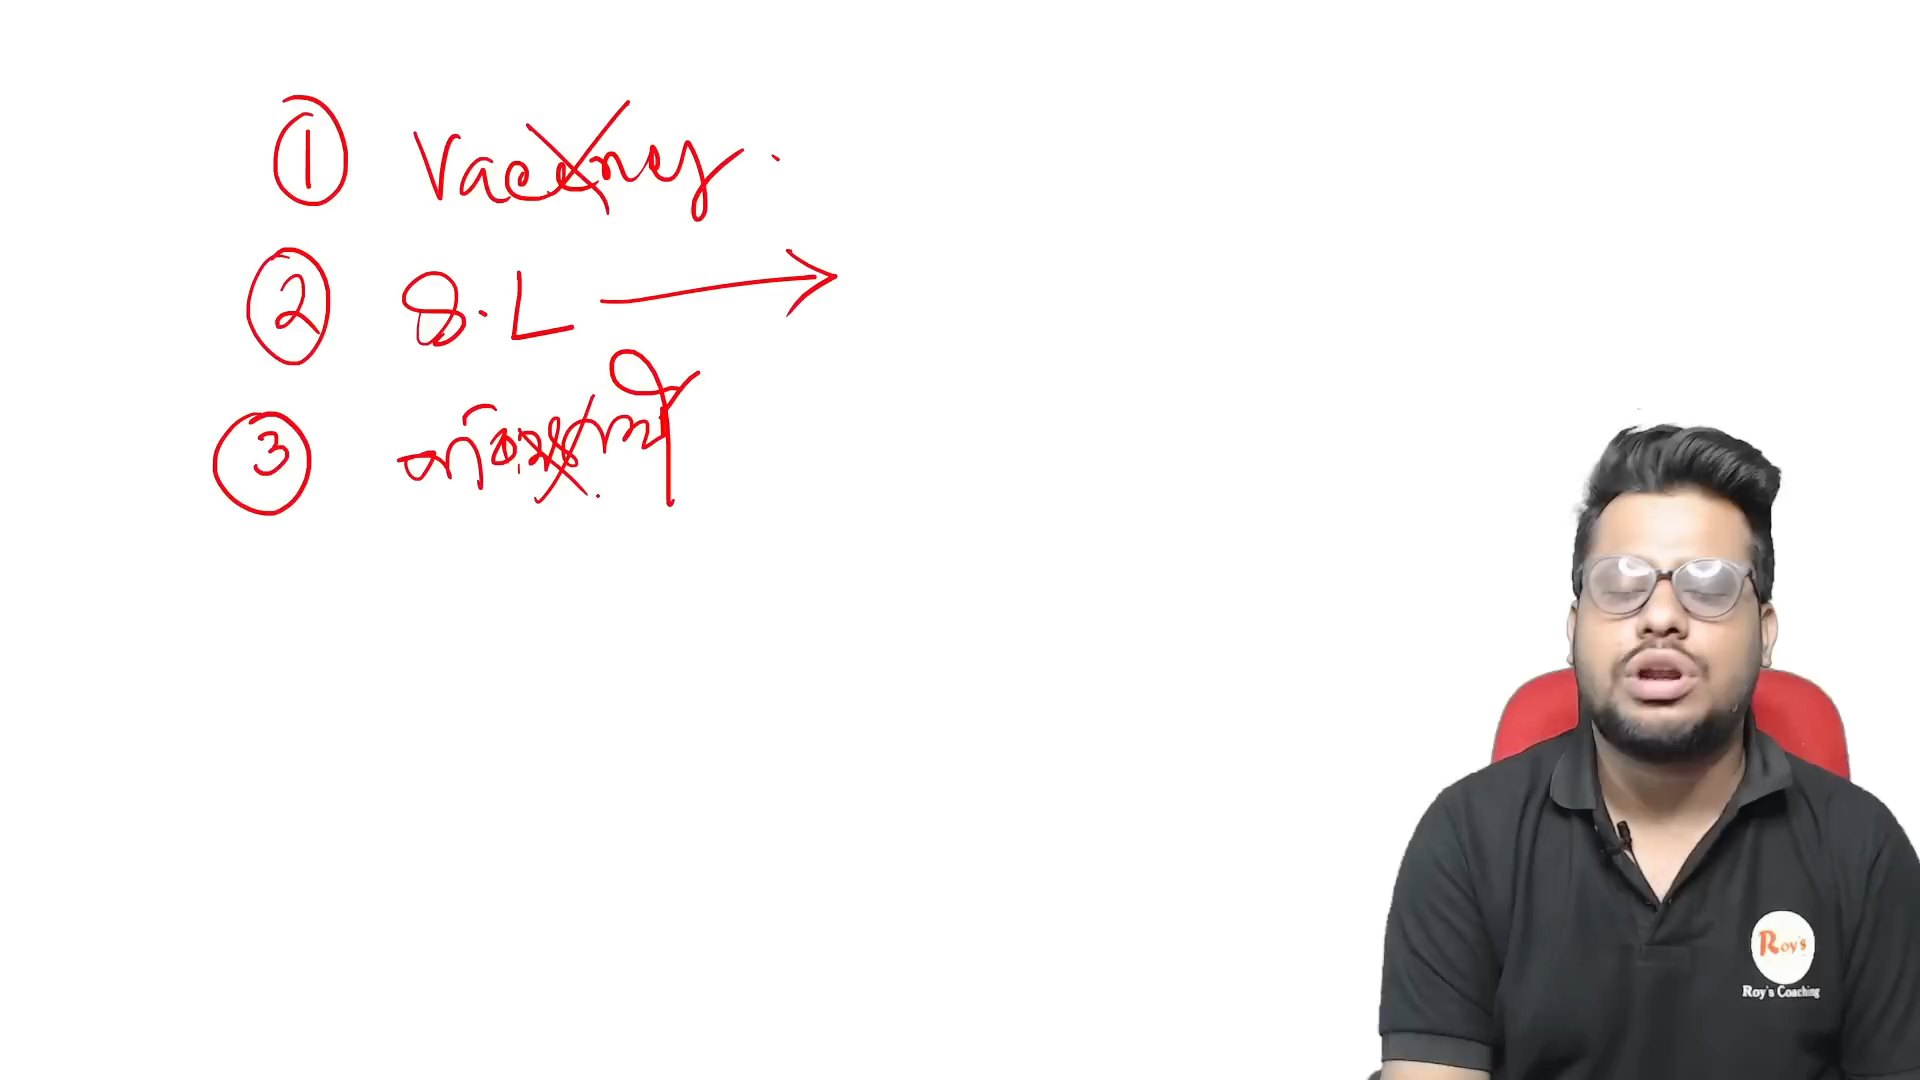 1 Vacancy.
2 S.L →
3
Roy's
Roy's Coaching